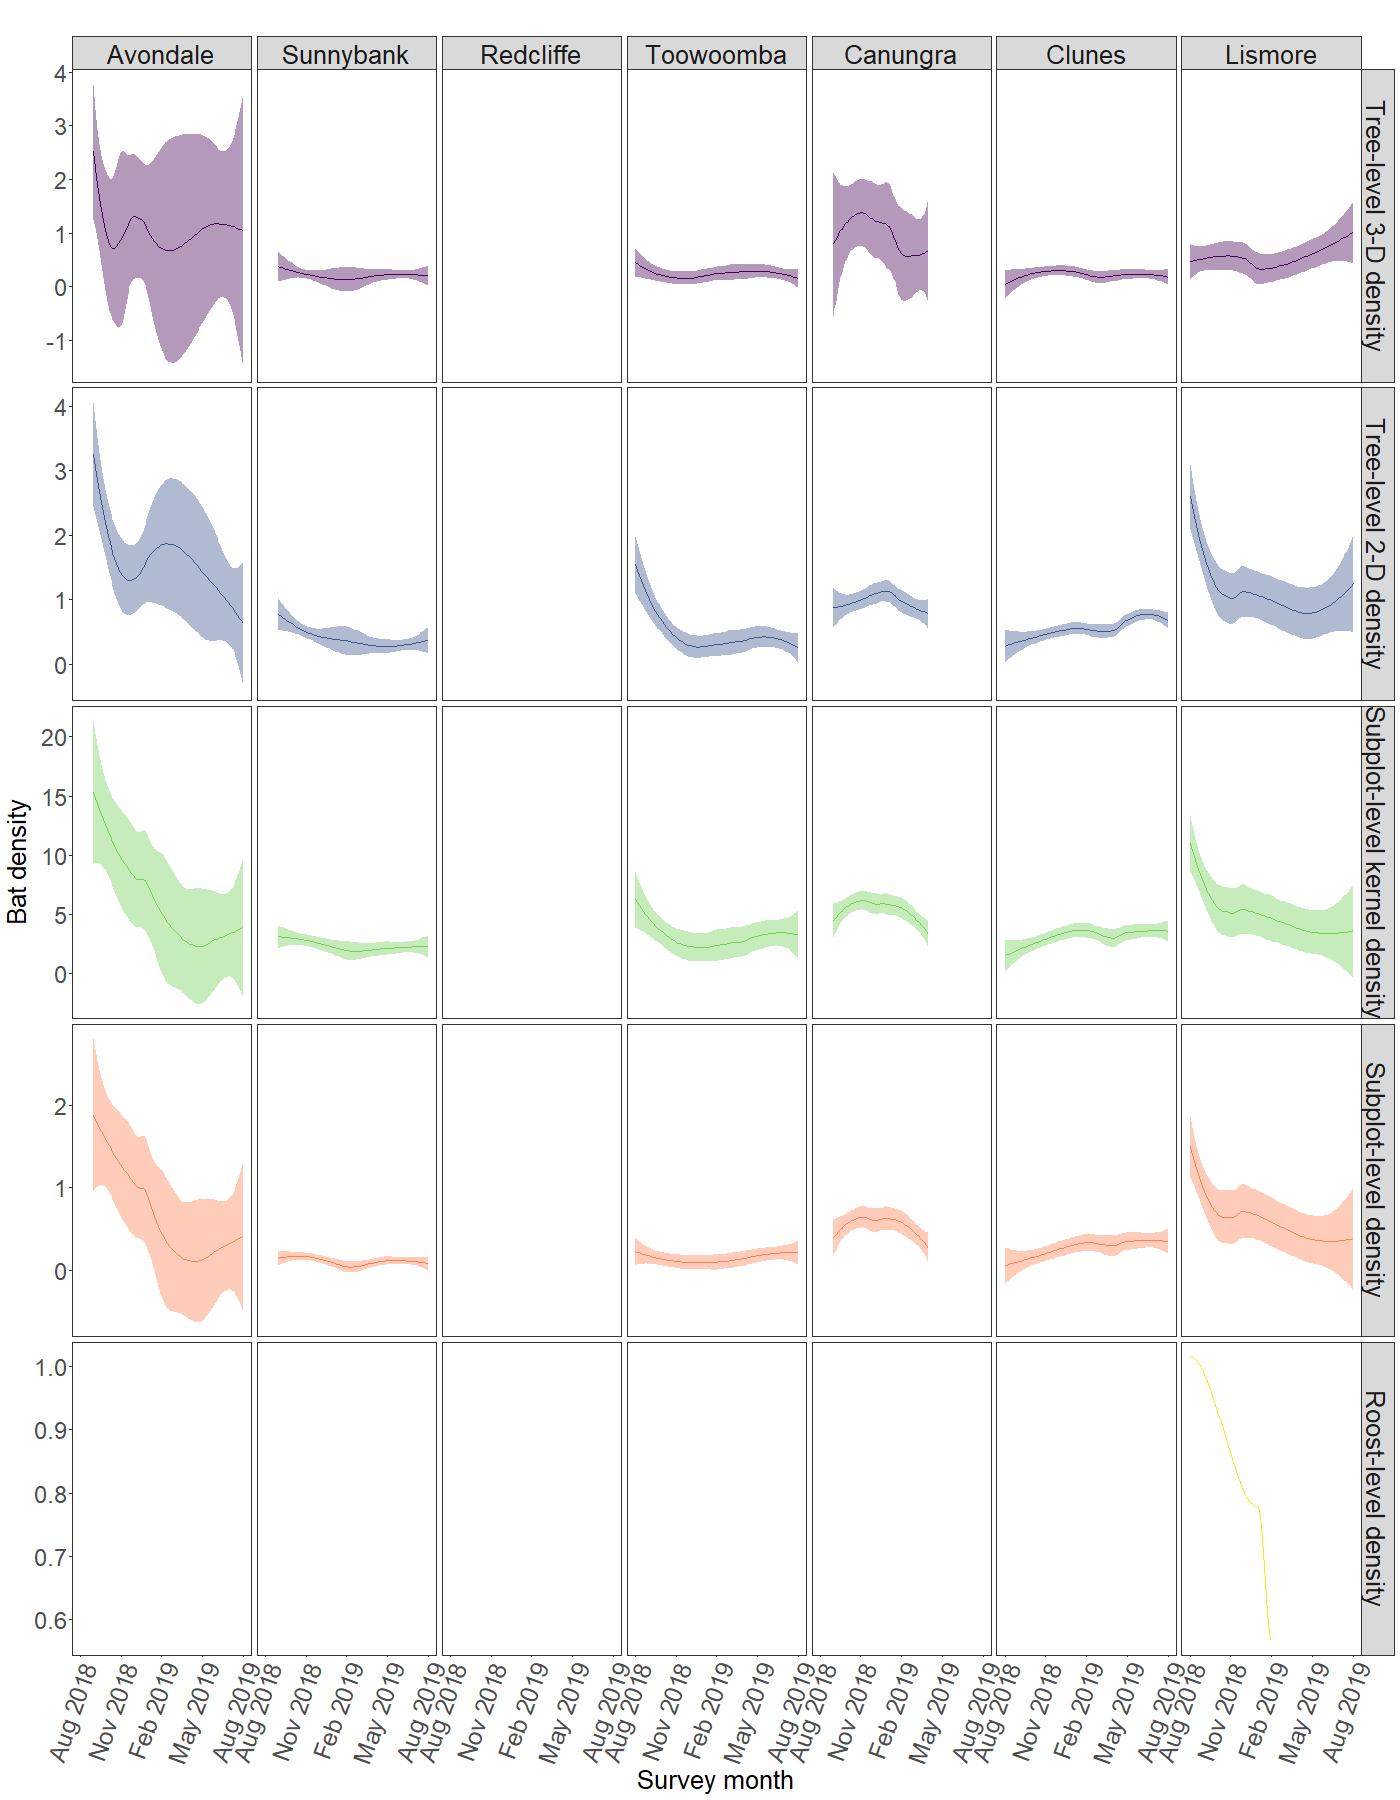 Avondale Sunnybank Redcliffe Toowoomba Canungra Clunes Lismore
4
3
2
1
0
-1
Tree-level 3-D density
4
3
2
1
0
Tree-level 2-D density
20
15
10
5
0
Subplot-level kernel density
2
1
0
Subplot-level density
1.0
0.9
0.8
0.7
0.6
Roost-level density
Bat density
Aug 2018 Nov 2018 Feb 2019 May 2019 Aug 2019 Aug 2018 Nov 2018 Feb 2019 May 2019 Aug 2019 Aug 2018 Nov 2018 Feb 2019 May 2019 Aug 2019 Aug 2018 Nov 2018 Feb 2019 May 2019 Aug 2019 Aug 2018 Nov 2018 Feb 2019 May 2019 Aug 2019 Aug 2018 Nov 2018 Feb 2019 May 2019 Aug 2019 Aug 2018 Nov 2018 Feb 2019 May 2019 Aug 2019
Survey month